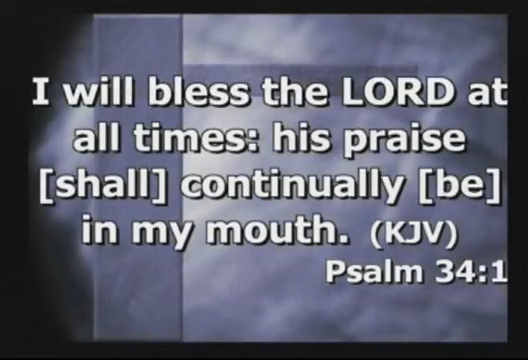 I will bless the LORD at
all times: his praise
[shall] continually [be]
in my mouth. (KJV)
Psalm 34:1